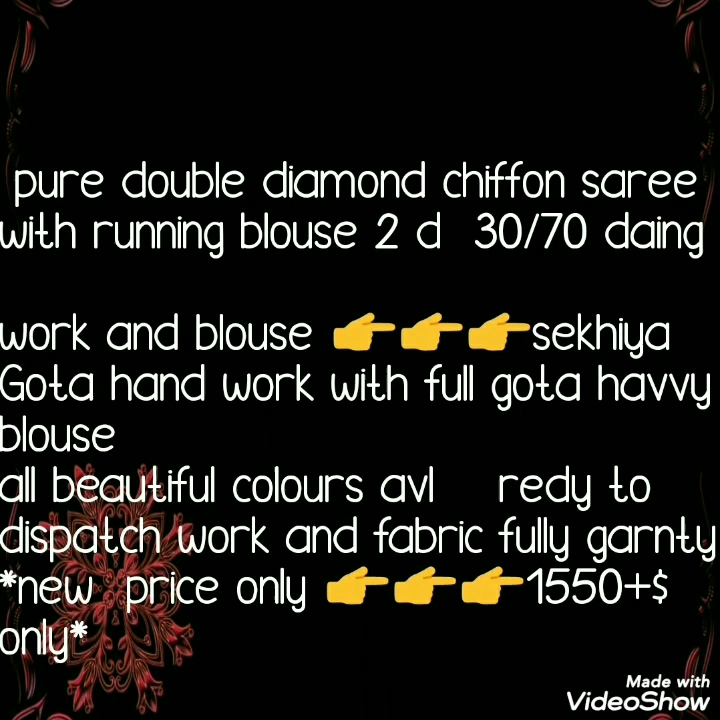 pure double diamond chiffon saree
with running blouse 2 d 30/70 daing
work and blouse 👉👉👉sekhiya
Gota hand work with full gota havvy
blouse
all beautiful colours avl redy to
dispatch work and fabric fully garnty
*new price only 👉👉👉1550+$
only*
Made with
VideoShow